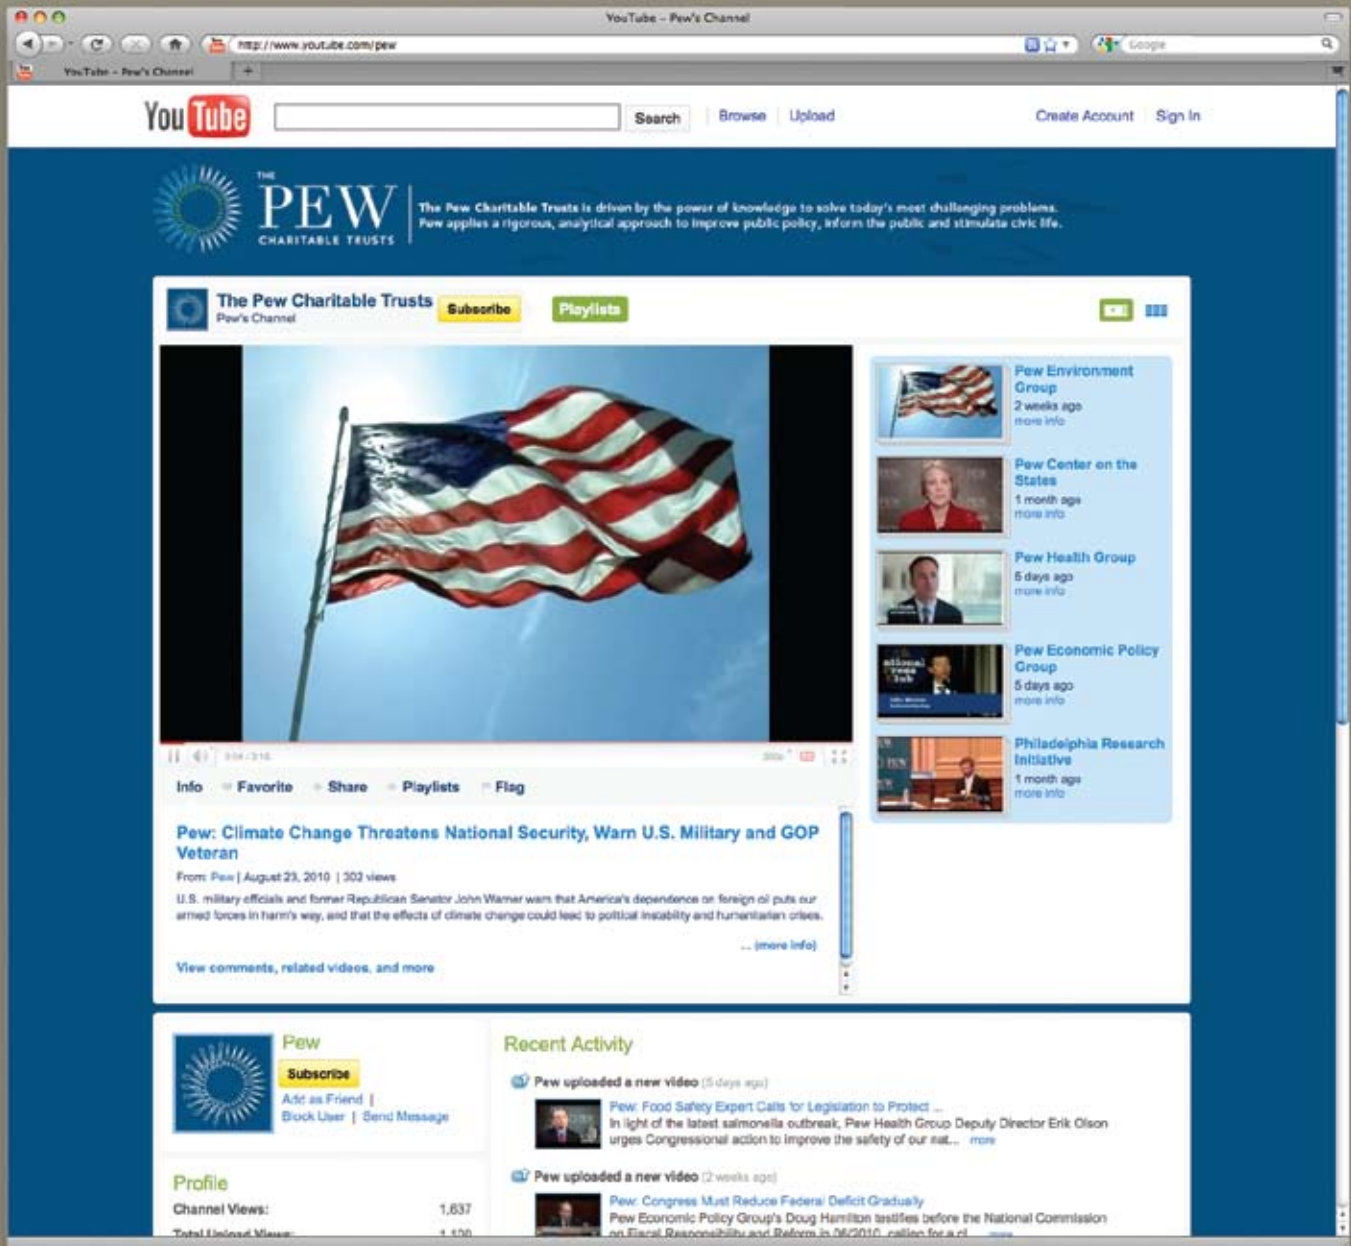 YouTube - Pew's Channel
http://www.youtube.com/pew
Google
YouTube - Pew's Channel
YouTube
Search
Browse
Upload
Create Account
Sign In
THE
PEW
CHARITABLE TRUSTS
The Pew Charitable Trusts is driven by the power of knowledge to solve today's most challenging problems.
Pew applies a rigorous, analytical approach to improve public policy, inform the public and stimulate civic life.
The Pew Charitable Trusts
Pew's Channel
Subscribe
Playlists
Pew Environment
Group
2 weeks ago
more info
Pew Center on the
States
1 month ago
more info
Pew Health Group
5 days ago
more info
Pew Economic Policy
Group
5 days ago
more info
Philadelphia Research
Initiative
1 month ago
more info
Info
Favorite
Share
Playlists
Flag
Pew: Climate Change Threatens National Security, Warn U.S. Military and GOP
Veteran
From: Pew | August 23, 2010 | 302 views
U.S. military officials and former Republican Senator John Warner warn that America's dependence on foreign oil puts our
armed forces in harm's way, and that the effects of climate change could lead to political instability and humanitarian crises.
... (more info)
View comments, related videos, and more
Pew
Subscribe
Add as Friend |
Block User | Send Message
Profile
Channel Views: 1,637
Total Upload Views:
Recent Activity
Pew uploaded a new video (5 days ago)
Pew: Food Safety Expert Calls for Legislation to Protect ...
In light of the latest salmonella outbreak, Pew Health Group Deputy Director Erik Olson
urges Congressional action to improve the safety of our nat... more
Pew uploaded a new video (2 weeks ago)
Pew: Congress Must Reduce Federal Deficit Gradually
Pew Economic Policy Group's Doug Hamilton testifies before the National Commission
on Fiscal Responsibility and Reform in 06/2010, calling for a